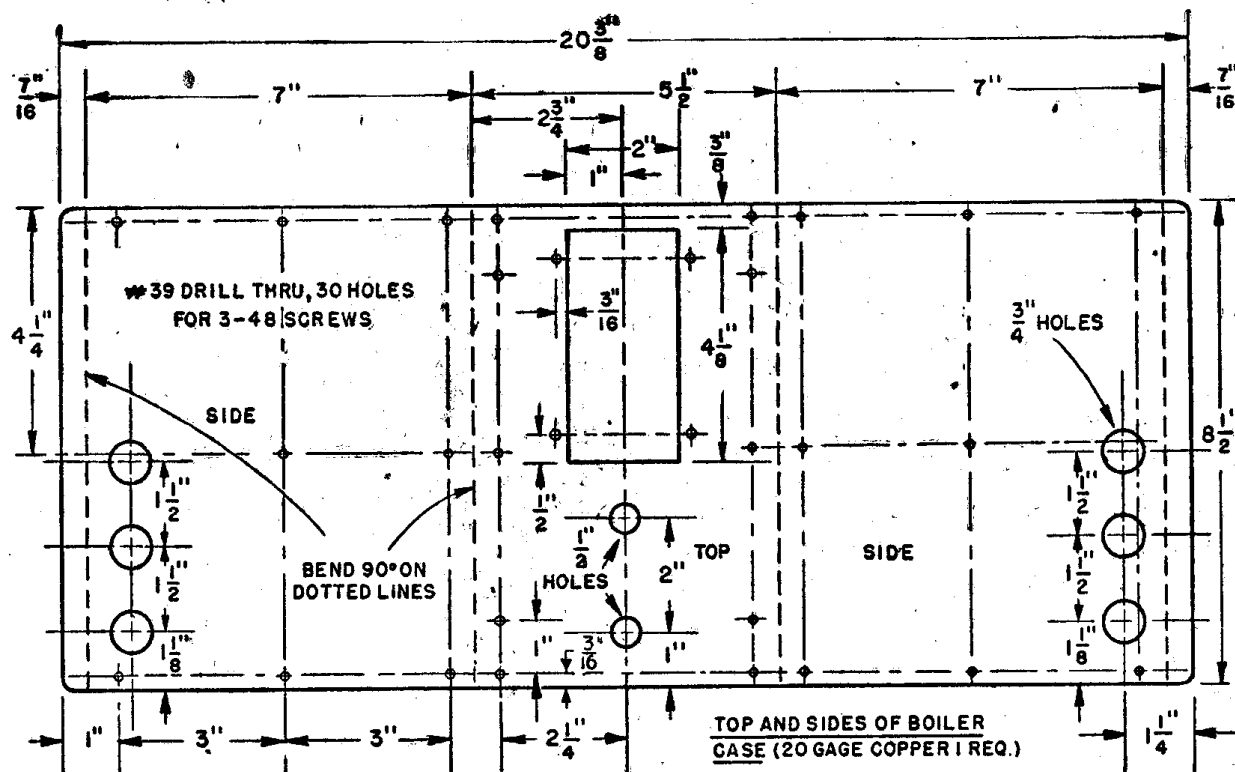 20 3/8"
7/16"
7"
5 1/2"
7"
7/16"
2 3/4"
2"
3/8"
1"
#39 DRILL THRU, 30 HOLES
FOR 3-48 SCREWS
3/16"
3/4" HOLES
4 1/4"
4 1/8"
SIDE
8 1/2"
1 1/2"
1/2"
1 1/2"
1/2"
HOLES
TOP
SIDE
2"
BEND 90° ON
DOTTED LINES
1 1/2"
1 1/2"
1 1/8"
1"
3/16"
1"
1 1/8"
1"
3"
3"
2 1/4"
TOP AND SIDES OF BOILER
CASE (20 GAGE COPPER 1 REQ.)
1 1/4"